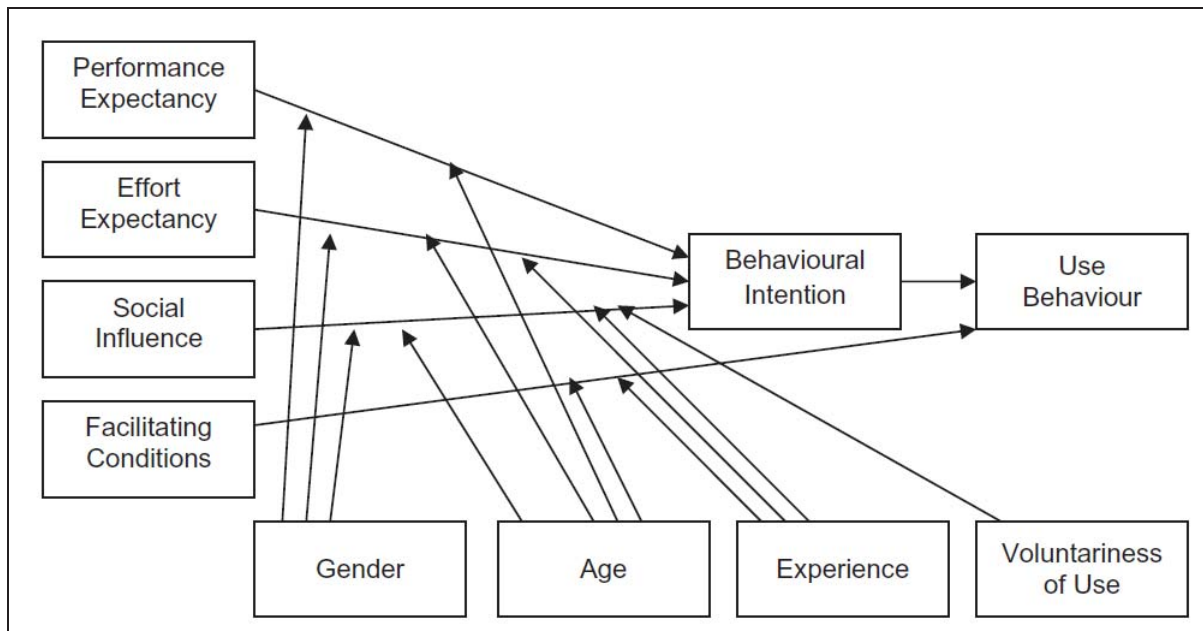 Performance
Expectancy
Effort
Expectancy
Social
Influence
Facilitating
Conditions
Behavioural
Intention
Use
Behaviour
Gender
Age
Experience
Voluntariness
of Use